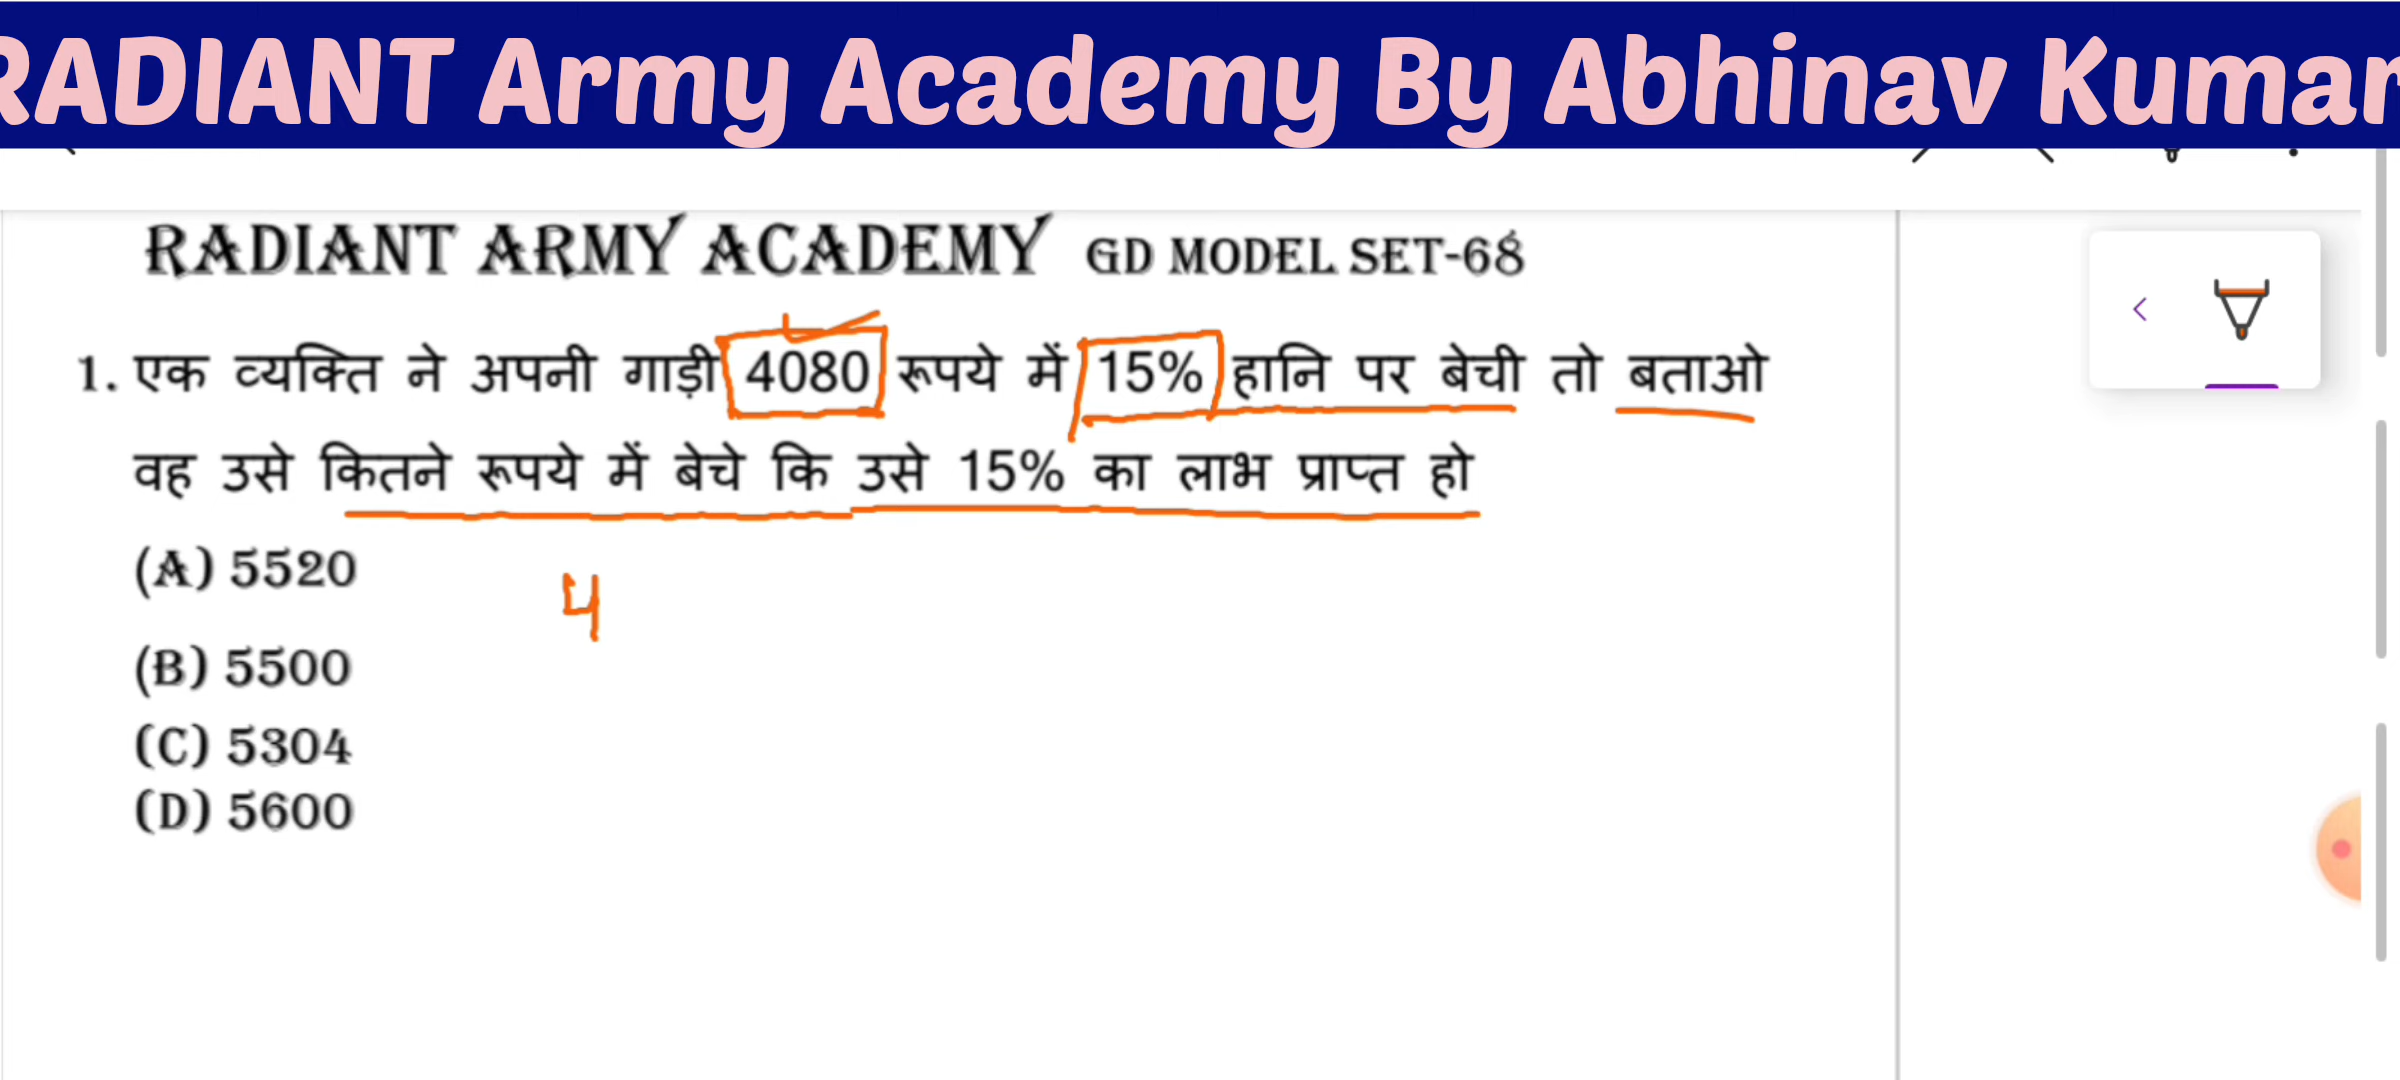 RADIANT Army Academy By Abhinav Kumar
RADIANT ARMY ACADEMY GD MODEL SET-68
1. एक व्यक्ति ने अपनी गाड़ी 4080 रूपये में 15% हानि पर बेची तो बताओ
वह उसे कितने रूपये में बेचे कि उसे 15% का लाभ प्राप्त हो
(A) 5520
4
(B) 5500
(C) 5304
(D) 5600